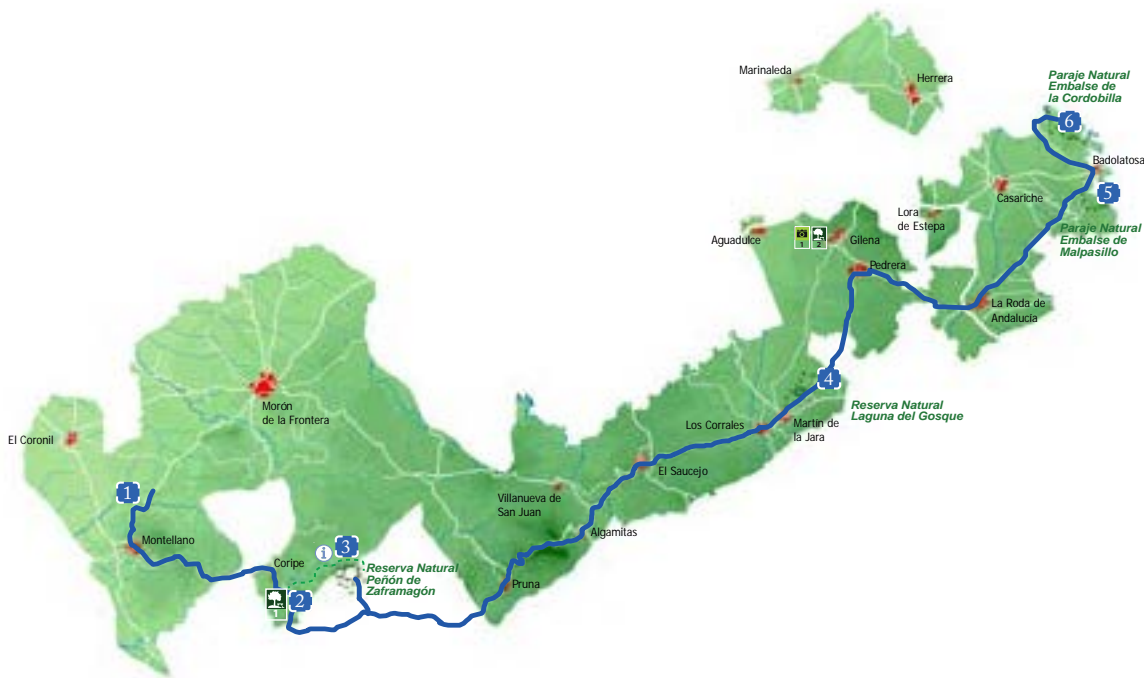 Marinaleda
Herrera
Paraje Natural
Embalse de
la Cordobilla
6
Badolatosa
5
Casariche
Lora
de Estepa
Paraje Natural
Embalse de
Malpasillo
Aguadulce
1
2
Gilena
Pedrera
La Roda de
Andalucía
4
Reserva Natural
Laguna del Gosque
Morón
de la Frontera
El Coronil
Los Corrales
Martín de
la Jara
El Saucejo
1
Villanueva de
San Juan
Algamitas
Montellano
Coripe
i
3
Reserva Natural
Peñón de
Zaframagón
Pruna
1
2